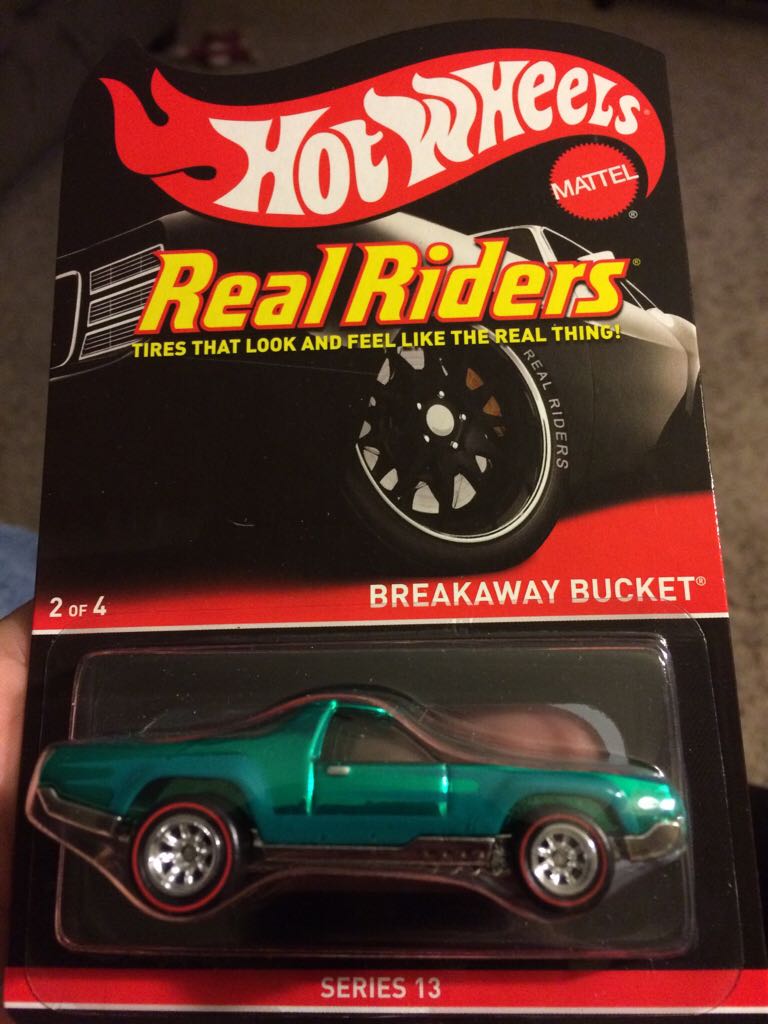 Hot Wheels®
MATTEL
®
Real Riders®
TIRES THAT LOOK AND FEEL LIKE THE REAL THING!
REAL RIDERS
2 OF 4
BREAKAWAY BUCKET®
SERIES 13